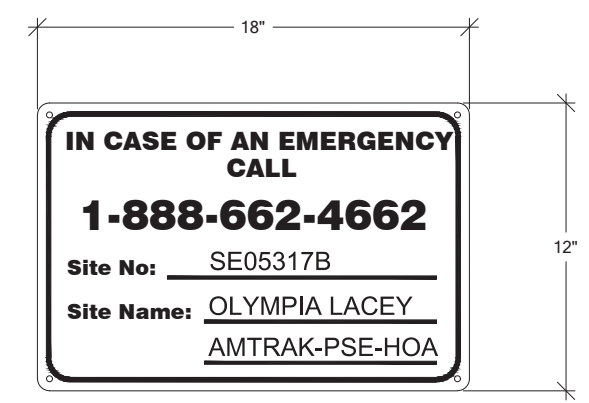 18"
IN CASE OF AN EMERGENCY
CALL
1-888-662-4662
Site No: SE05317B
Site Name: OLYMPIA LACEY
AMTRAK-PSE-HOA
12"